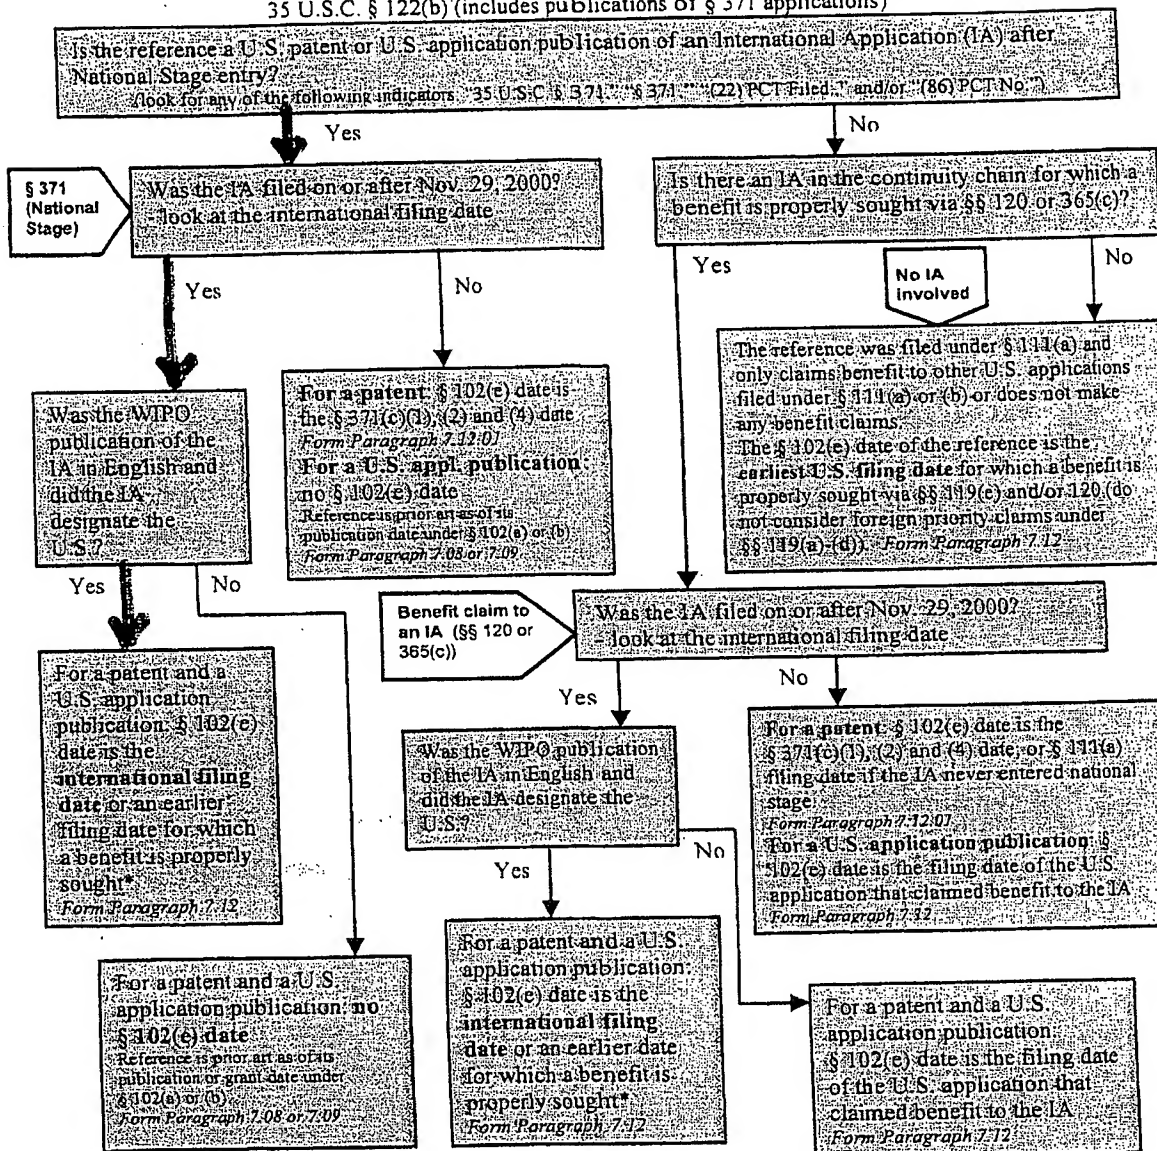 35 U.S.C. § 122(b) (includes publications of § 371 applications)
Is the reference a U.S. patent or U.S. application publication of an International Application (IA) after
National Stage entry?
(look for any of the following indicators "35 U.S.C § 371" "§ 371" "(22) PCT Filed:" and/or "(86) PCT No.")
Yes
No
§ 371
(National
Stage)
Was the IA filed on or after Nov. 29, 2000?
- look at the international filing date
Is there an IA in the continuity chain for which a
benefit is properly sought via §§ 120 or 365(c)?
Yes
No
Yes
No IA
involved
No
Was the WIPO
publication of the
IA in English and
did the IA
designate the
U.S.?
For a patent: § 102(e) date is
the § 371(c)(1), (2) and (4) date
Form Paragraph 7.12.01
For a U.S. appl. publication:
no § 102(e) date
Reference is prior art as of its
publication date under § 102(a) or (b)
Form Paragraph 7.08 or 7.09
The reference was filed under § 111(a) and
only claims benefit to other U.S. applications
filed under § 111(a) or (b) or does not make
any benefit claims.
The § 102(e) date of the reference is the
earliest U.S. filing date for which a benefit is
properly sought via §§ 119(e) and/or 120 (do
not consider foreign priority claims under
§§ 119(a)-(d)). Form Paragraph 7.12
Yes
No
Benefit claim to
an IA (§§ 120 or
365(c))
Was the IA filed on or after Nov. 29, 2000?
- look at the international filing date
Yes
No
For a patent and a
U.S. application
publication: § 102(e)
date is the
international filing
date or an earlier
filing date for which
a benefit is properly
sought*
Form Paragraph 7.12
Was the WIPO publication
of the IA in English and
did the IA designate the
U.S.?
For a patent: § 102(e) date is the
§ 371(c)(1), (2) and (4) date, or § 111(a)
filing date if the IA never entered national
stage.
Form Paragraph 7.12.01
For a U.S. application publication: §
102(e) date is the filing date of the U.S.
application that claimed benefit to the IA
Form Paragraph 7.12
Yes
No
For a patent and a U.S.
application publication: no
§ 102(e) date
Reference is prior art as of its
publication or grant date under
§ 102(a) or (b)
Form Paragraph 7.08 or 7.09
For a patent and a U.S.
application publication:
§ 102(e) date is the
international filing
date or an earlier date
for which a benefit is
properly sought*
Form Paragraph 7.12
For a patent and a U.S.
application publication
§ 102(e) date is the filing date
of the U.S. application that
claimed benefit to the IA
Form Paragraph 7.12